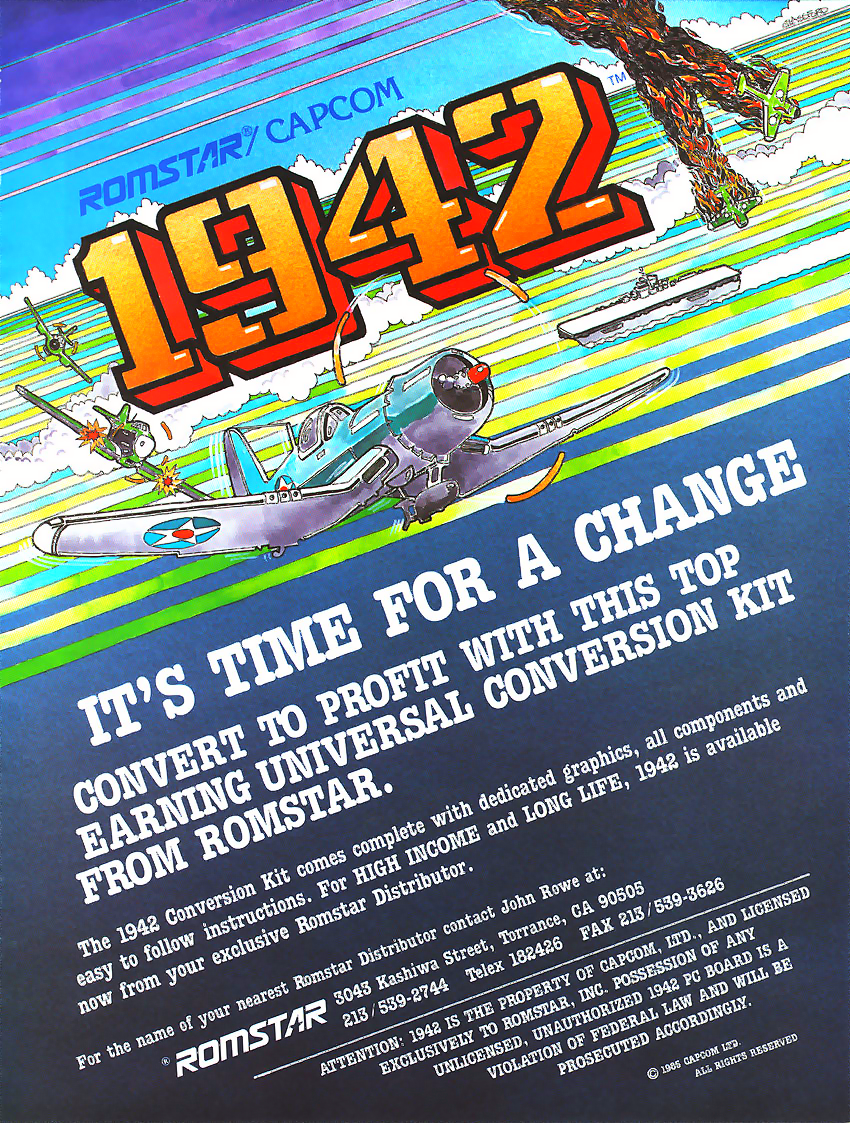 ROMSTAR®/ CAPCOM
1942™
IT'S TIME FOR A CHANGE
CONVERT TO PROFIT WITH THIS TOP
EARNING UNIVERSAL CONVERSION KIT
FROM ROMSTAR.
The 1942 Conversion Kit comes complete with dedicated graphics, all components and
easy to follow instructions. For HIGH INCOME and LONG LIFE, 1942 is available
now from your exclusive Romstar Distributor.
For the name of your nearest Romstar Distributor contact John Rowe at:
® ROMSTAR 3043 Kashiwa Street, Torrance, CA 90505
213/539-2744 Telex 182426 FAX 213/539-3626
ATTENTION: 1942 IS THE PROPERTY OF CAPCOM, LTD., AND LICENSED
EXCLUSIVELY TO ROMSTAR, INC. POSSESSION OF ANY
UNLICENSED, UNAUTHORIZED 1942 PC BOARD IS A
VIOLATION OF FEDERAL LAW AND WILL BE
PROSECUTED ACCORDINGLY.
© 1985 CAPCOM LTD.
ALL RIGHTS RESERVED